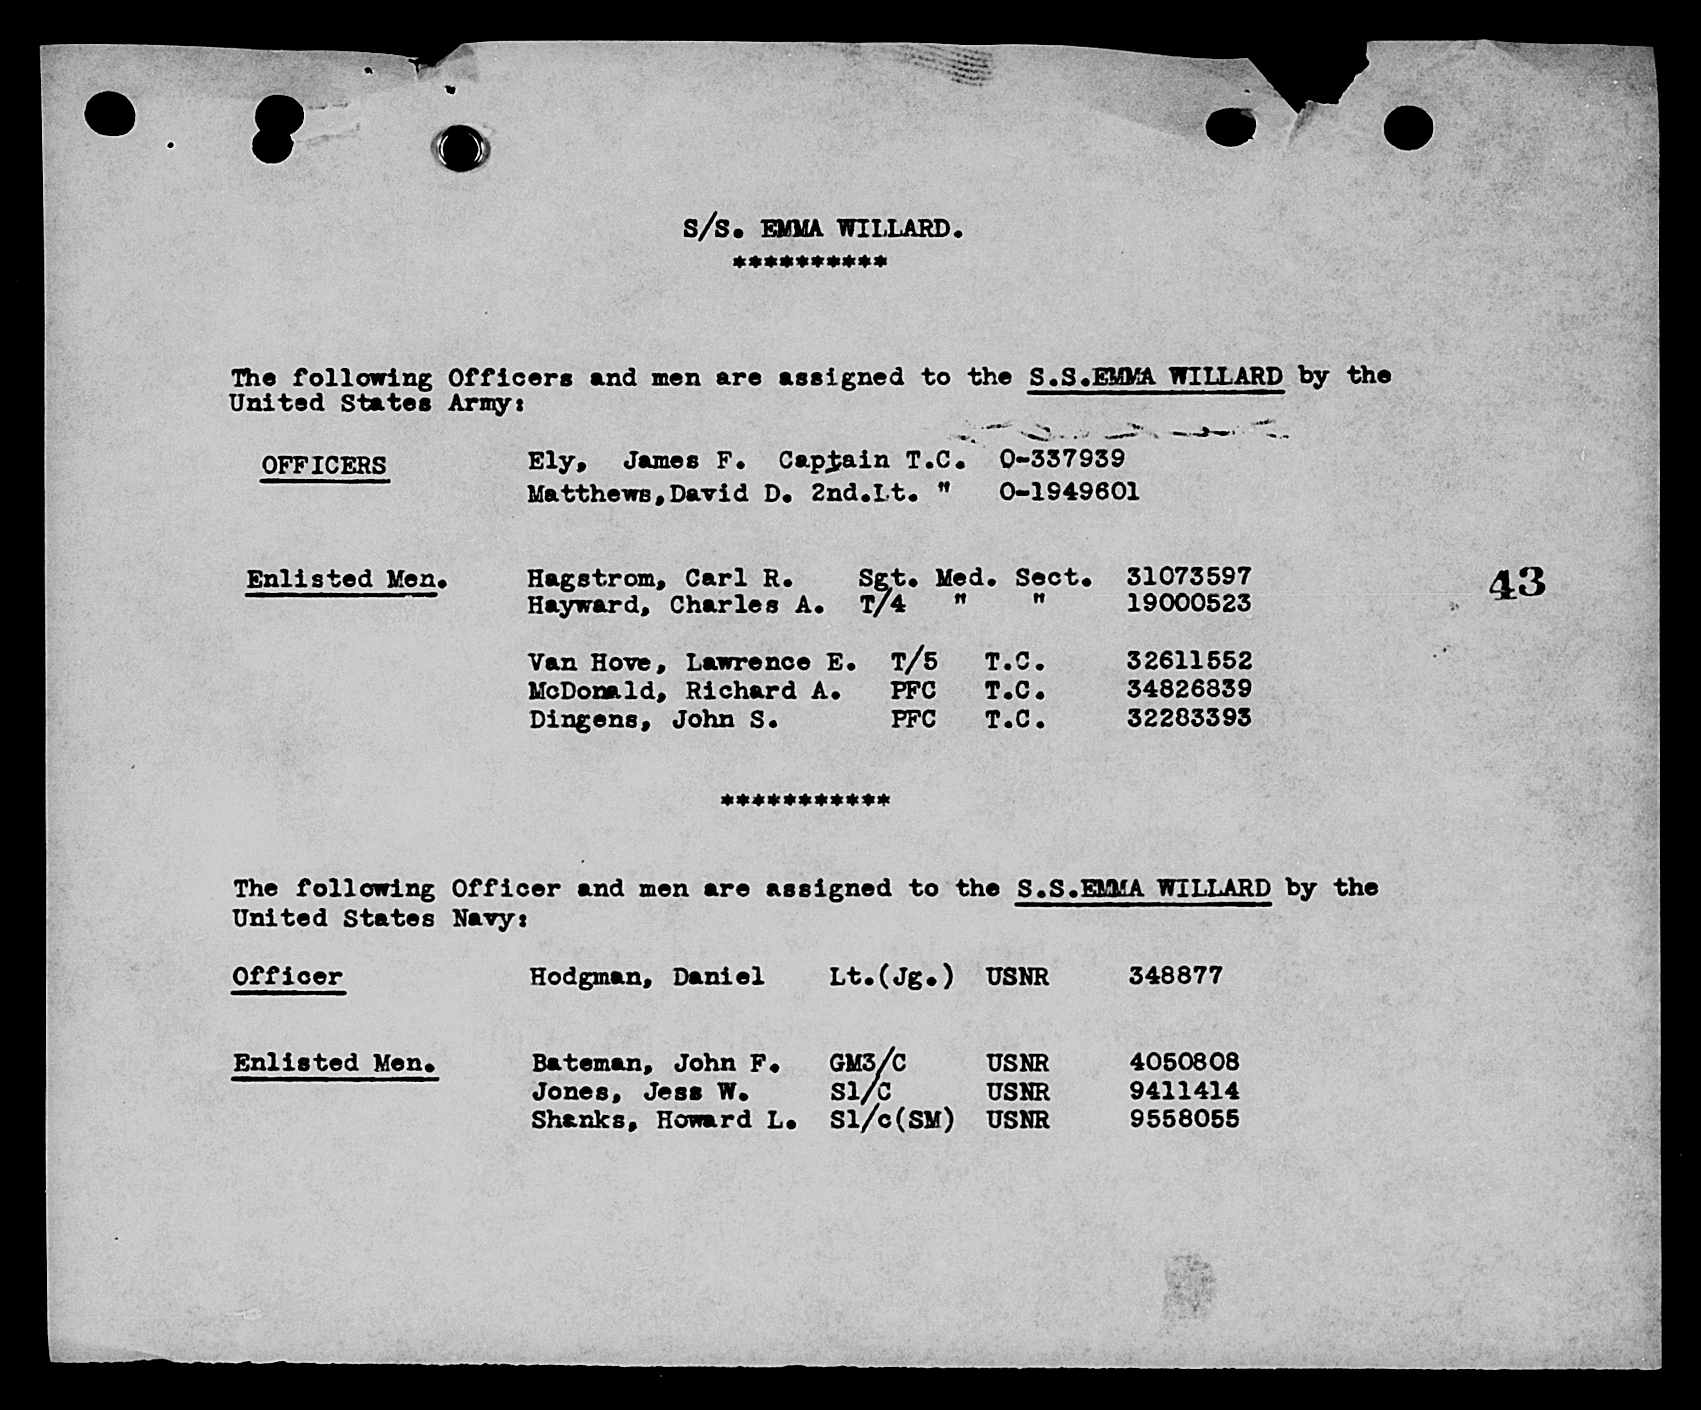 S/S. EMMA WILLARD.
**********
The following Officers and men are assigned to the S.S.EMMA WILLARD by the
United States Army:
OFFICERS Ely, James F. Captain T.C. O-337939
Matthews,David D. 2nd.Lt. " O-1949601
Enlisted Men. Hagstrom, Carl R. Sgt. Med. Sect. 31073597
43
Hayward, Charles A. T/4 " " 19000523
Van Hove, Lawrence E. T/5 T.C. 32611552
McDonald, Richard A. PFC T.C. 34826839
Dingens, John S. PFC T.C. 32283393
***********
The following Officer and men are assigned to the S.S.EMMA WILLARD by the
United States Navy:
Officer Hodgman, Daniel Lt.(Jg.) USNR 348877
Enlisted Men. Bateman, John F. GM3/C USNR 4050808
Jones, Jess W. S1/C USNR 9411414
Shanks, Howard L. S1/c(SM) USNR 9558055